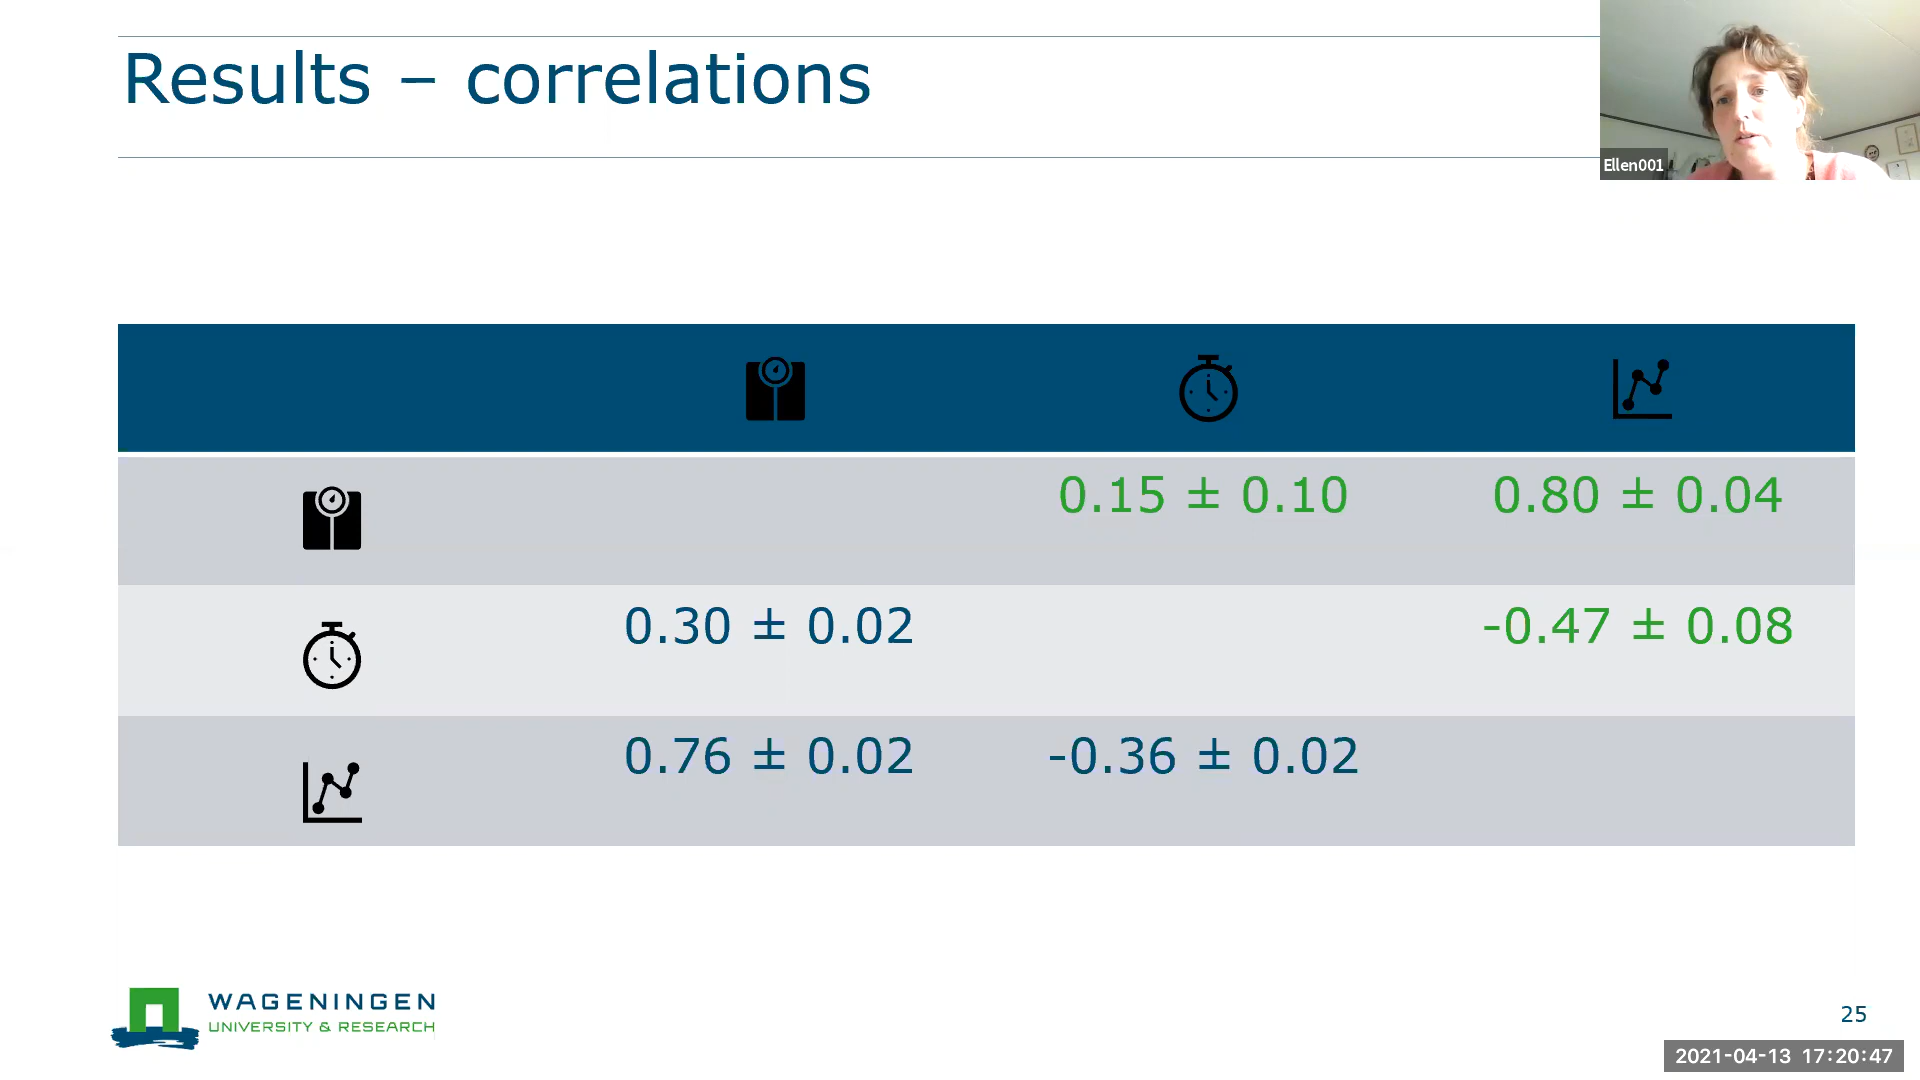 Results – correlations
Ellen001
0.15 ± 0.10
0.80 ± 0.04
0.30 ± 0.02
-0.47 ± 0.08
0.76 ± 0.02
-0.36 ± 0.02
WAGENINGEN
UNIVERSITY & RESEARCH
25
2021-04-13 17:20:47